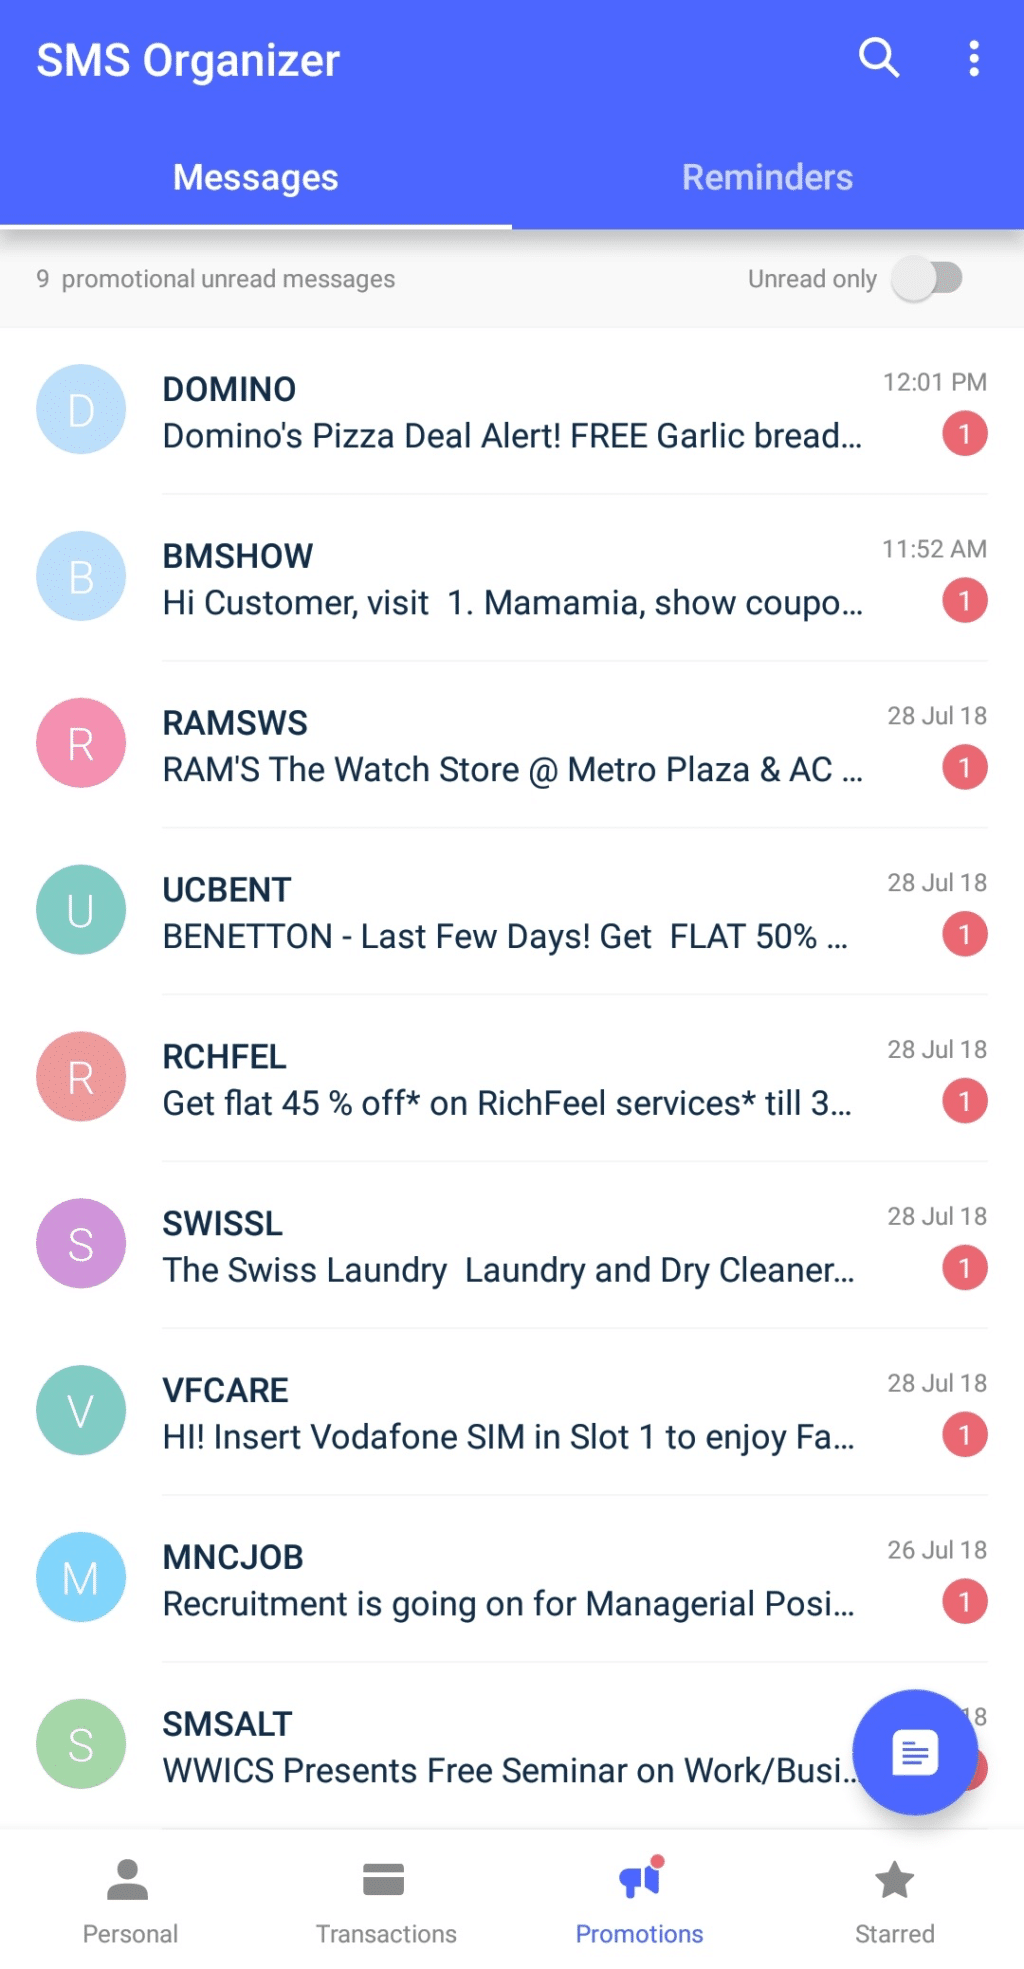 SMS Organizer
Messages
Reminders
9 promotional unread messages
Unread only
D
DOMINO
12:01 PM
Domino's Pizza Deal Alert! FREE Garlic bread...
1
B
BMSHOW
11:52 AM
Hi Customer, visit 1. Mamamia, show coupo...
1
R
RAMSWS
28 Jul 18
RAM'S The Watch Store @ Metro Plaza & AC ...
1
U
UCBENT
28 Jul 18
BENETTON - Last Few Days! Get FLAT 50% ...
1
R
RCHFEL
28 Jul 18
Get flat 45 % off* on RichFeel services* till 3...
1
S
SWISSL
28 Jul 18
The Swiss Laundry Laundry and Dry Cleaner...
1
V
VFCARE
28 Jul 18
HI! Insert Vodafone SIM in Slot 1 to enjoy Fa...
1
M
MNCJOB
26 Jul 18
Recruitment is going on for Managerial Posi...
1
S
SMSALT
18
WWICS Presents Free Seminar on Work/Busi...
Personal
Transactions
Promotions
Starred